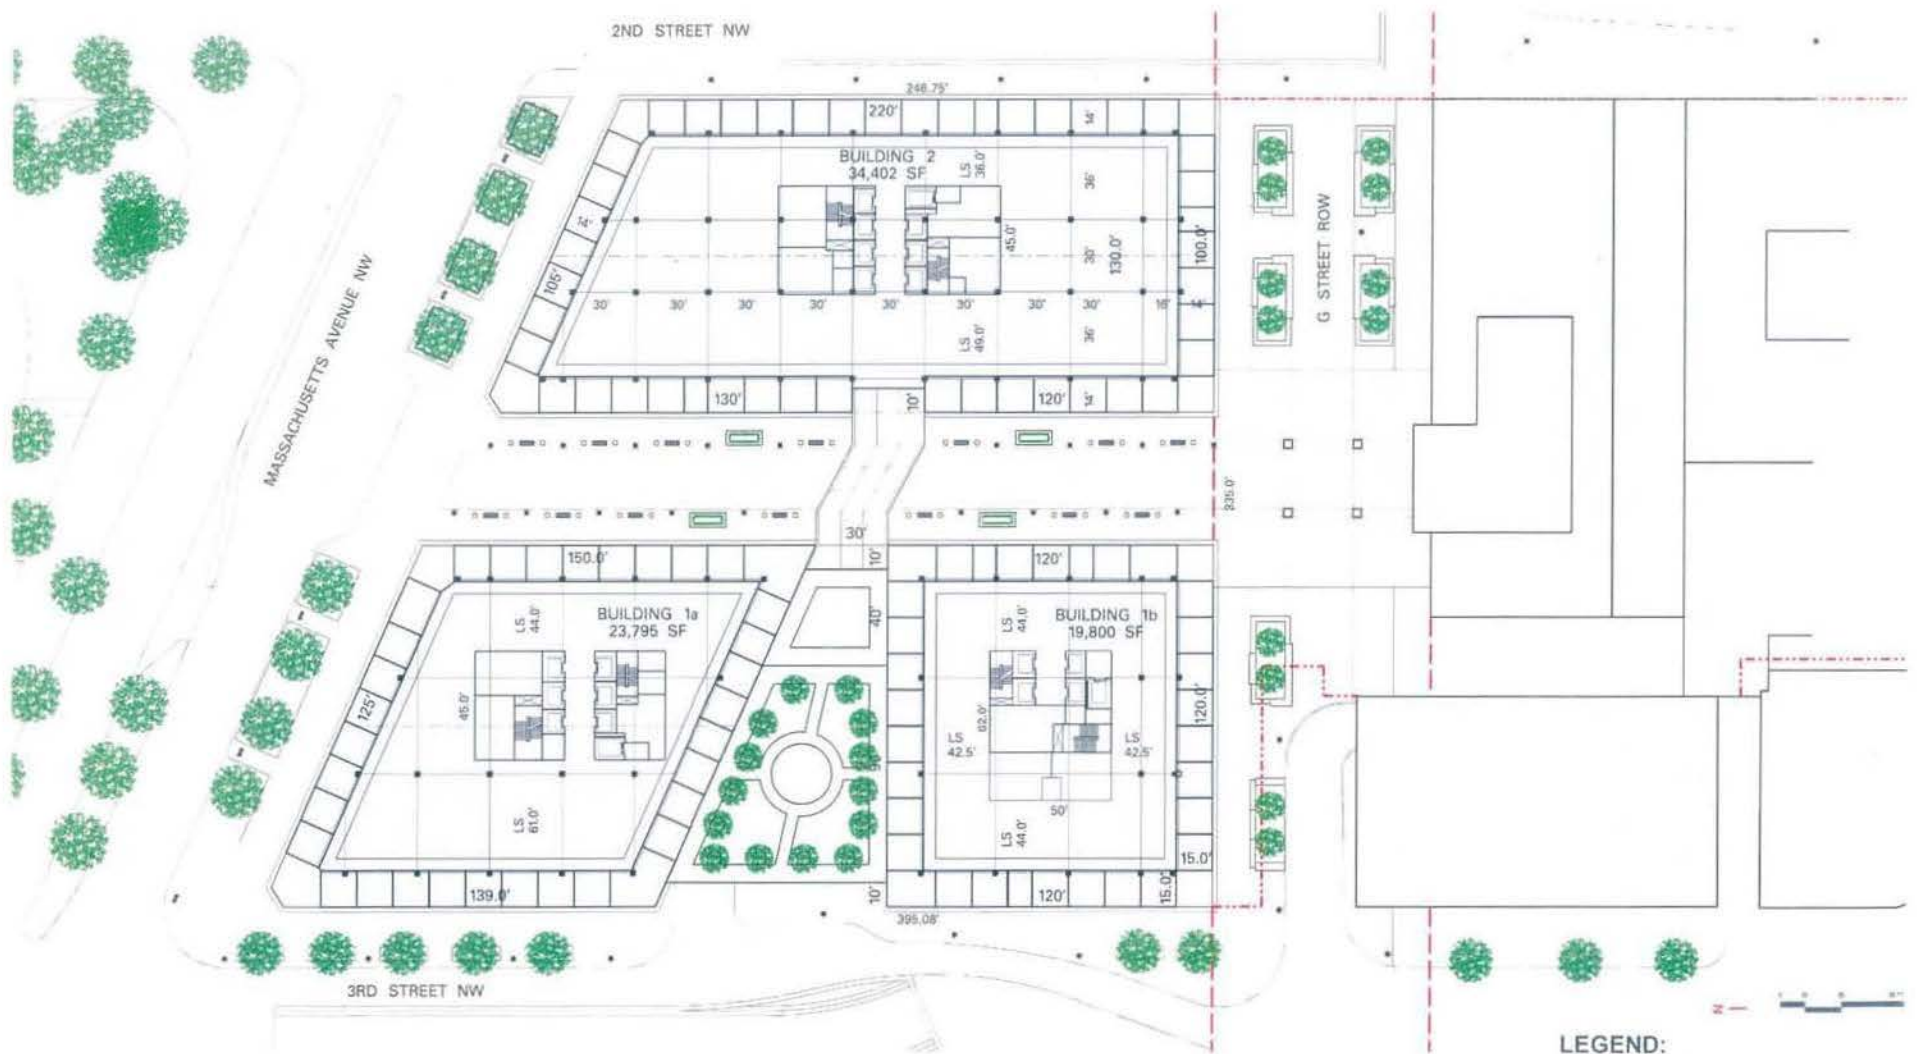 2ND STREET NW
246.75'
220'
14'
BUILDING 2
34,402 SF
LS
36.0'
36'
14'
105'
45.0'
30'
130.0'
100.0'
30'
30'
30'
30'
30'
30'
30'
30'
16'
14'
LS
49.0'
36'
130'
10'
120'
14'
MASSACHUSETTS AVENUE NW
G STREET ROW
335.0'
30'
150.0'
10'
120'
LS
44.0'
BUILDING 1a
23,795 SF
40'
LS
44.0'
BUILDING 1b
19,800 SF
125'
45.0'
LS
42.5'
LS
42.5'
120.0'
50'
LS
61.0'
LS
44.0'
15.0'
139.0'
10'
120'
15.0'
395.08'
3RD STREET NW
N
LEGEND: